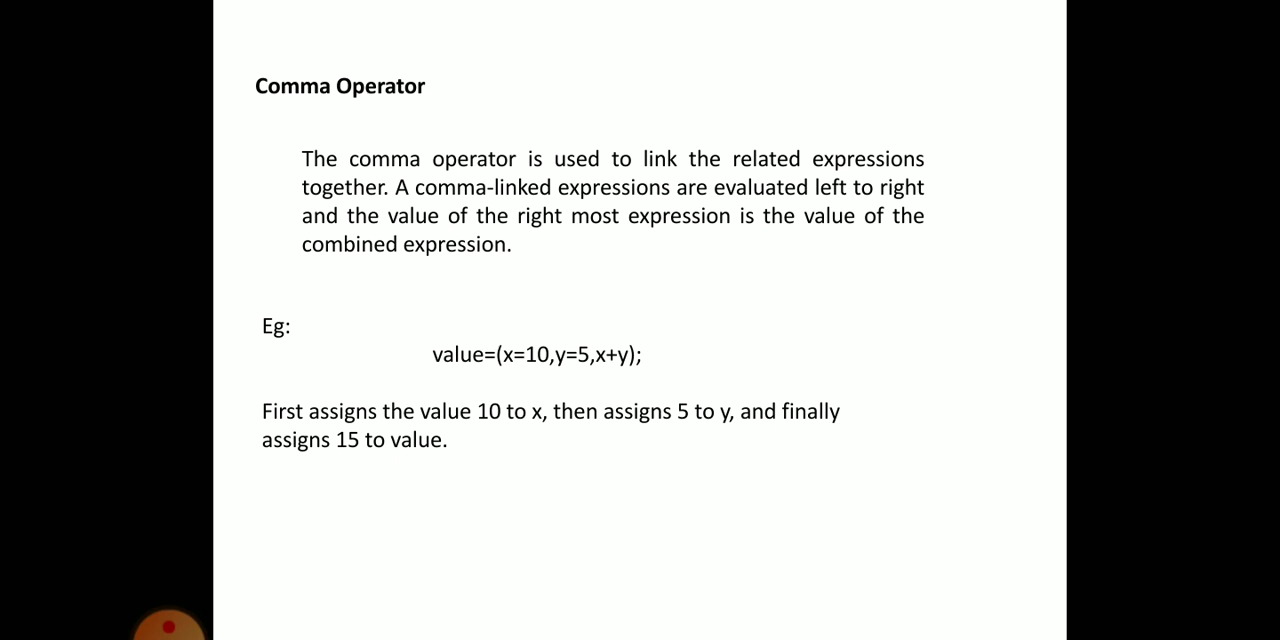 Comma Operator
The comma operator is used to link the related expressions
together. A comma-linked expressions are evaluated left to right
and the value of the right most expression is the value of the
combined expression.
Eg:
value=(x=10,y=5,x+y);
First assigns the value 10 to x, then assigns 5 to y, and finally
assigns 15 to value.